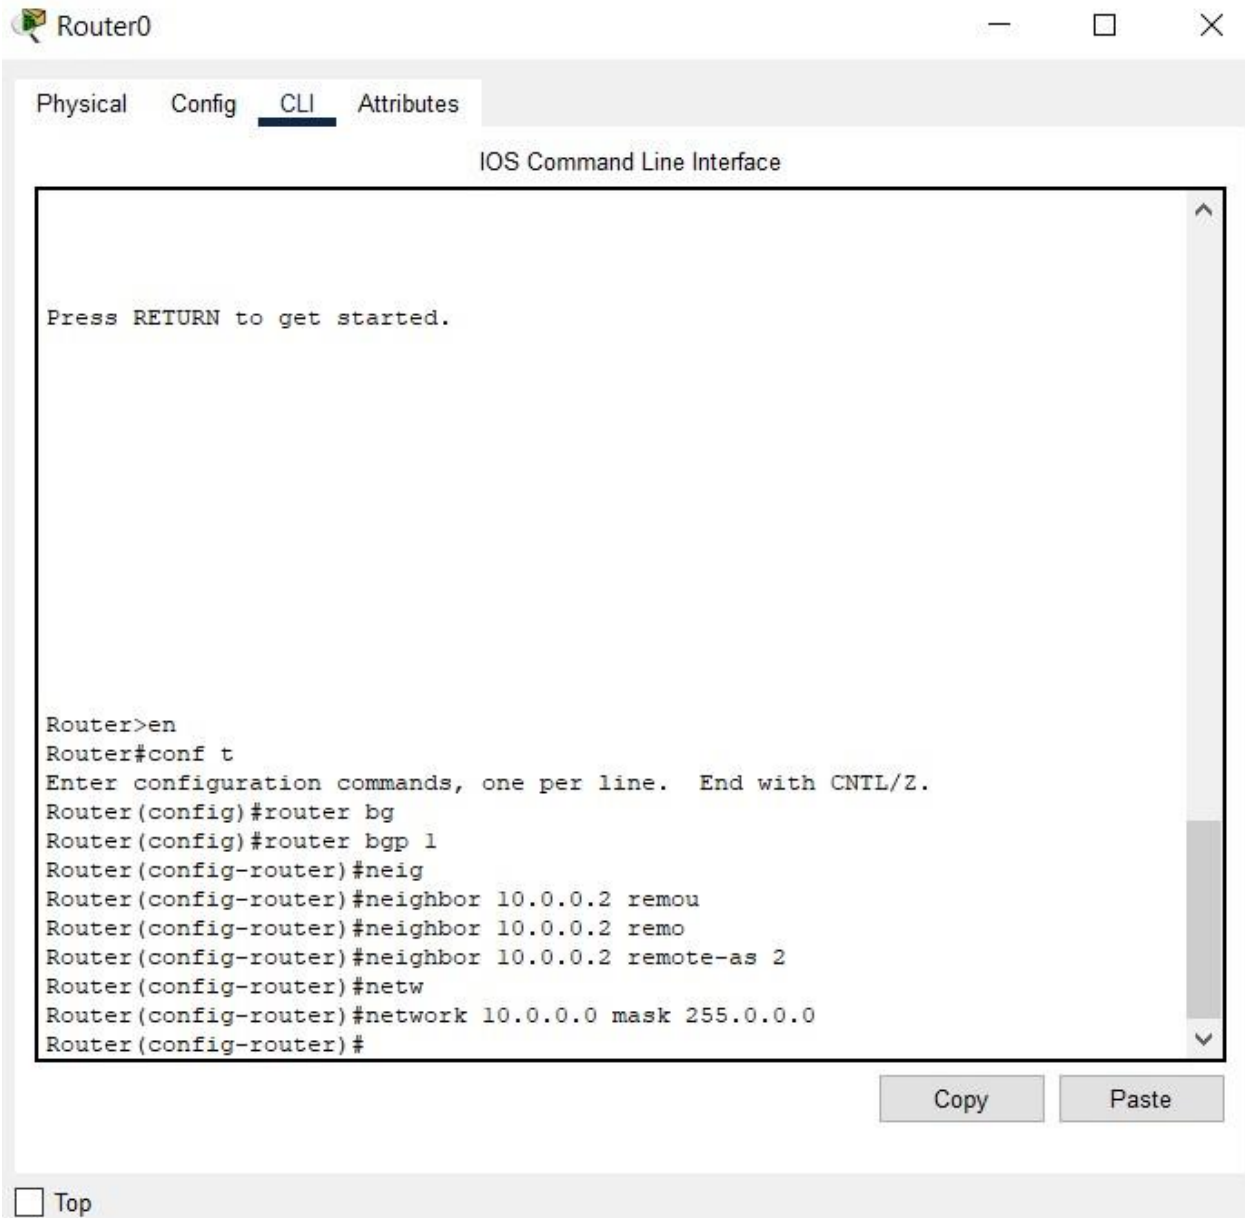 Router0
Physical Config CLI Attributes
IOS Command Line Interface
Press RETURN to get started.
Router>en
Router#conf t
Enter configuration commands, one per line.  End with CNTL/Z.
Router(config)#router bg
Router(config)#router bgp 1
Router(config-router)#neig
Router(config-router)#neighbor 10.0.0.2 remou
Router(config-router)#neighbor 10.0.0.2 remo
Router(config-router)#neighbor 10.0.0.2 remote-as 2
Router(config-router)#netw
Router(config-router)#network 10.0.0.0 mask 255.0.0.0
Router(config-router)#
Copy Paste
Top